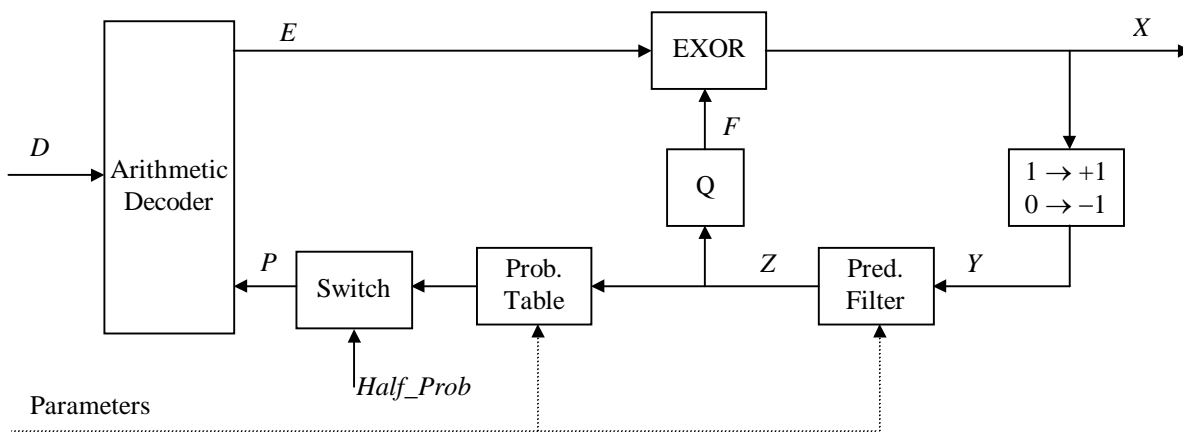 E
X
EXOR
D
F
Arithmetic
Decoder
1 → +1
0 → −1
Q
P
Z
Y
Switch
Prob.
Table
Pred.
Filter
Half_Prob
Parameters